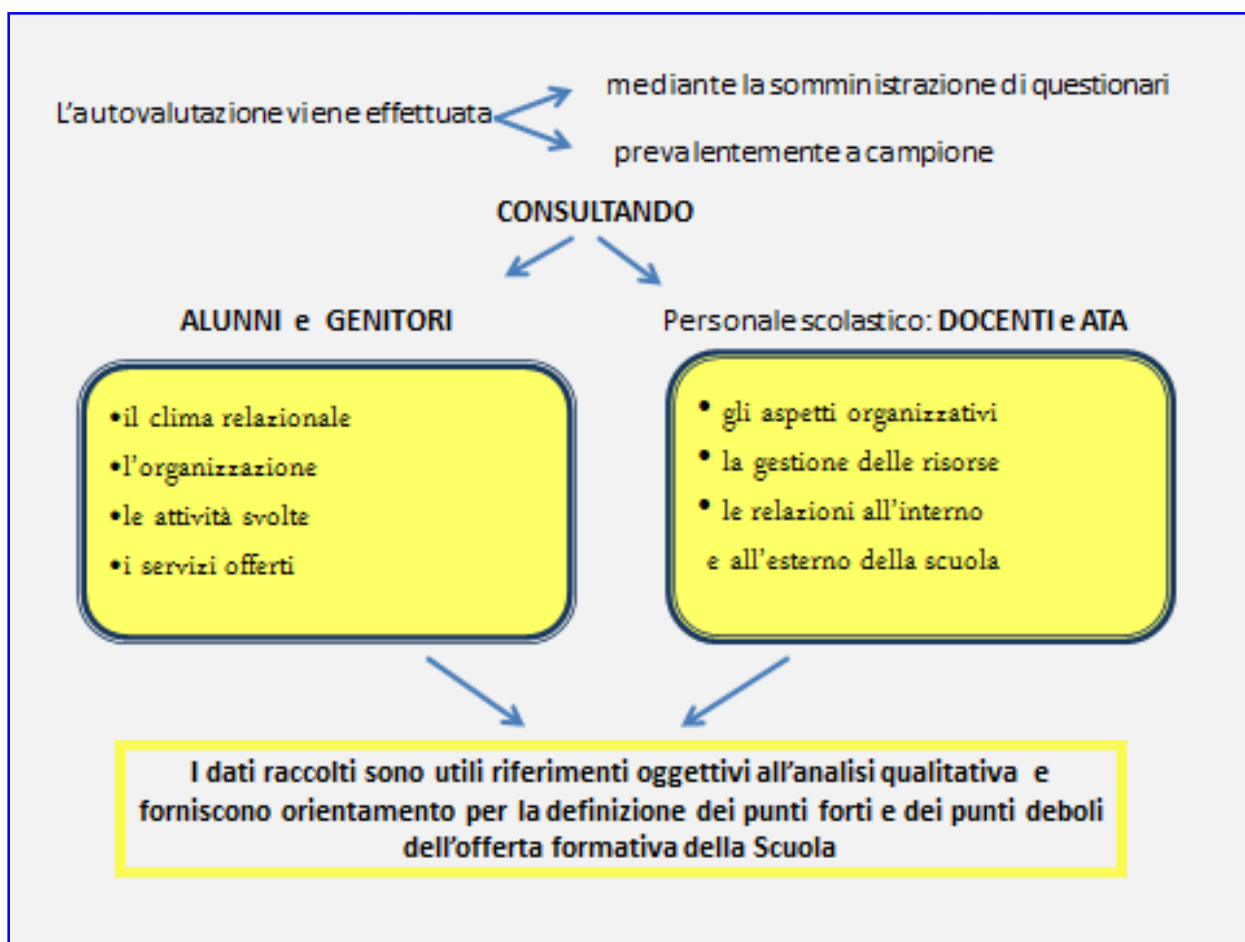 L'autovalutazione viene effettuata
mediante la somministrazione di questionari
prevalentemente a campione
CONSULTANDO
ALUNNI e GENITORI
•il clima relazionale
•l'organizzazione
•le attività svolte
•i servizi offerti
Personale scolastico: DOCENTI e ATA
• gli aspetti organizzativi
• la gestione delle risorse
• le relazioni all'interno
e all'esterno della scuola
I dati raccolti sono utili riferimenti oggettivi all'analisi qualitativa e
forniscono orientamento per la definizione dei punti forti e dei punti deboli
dell'offerta formativa della Scuola